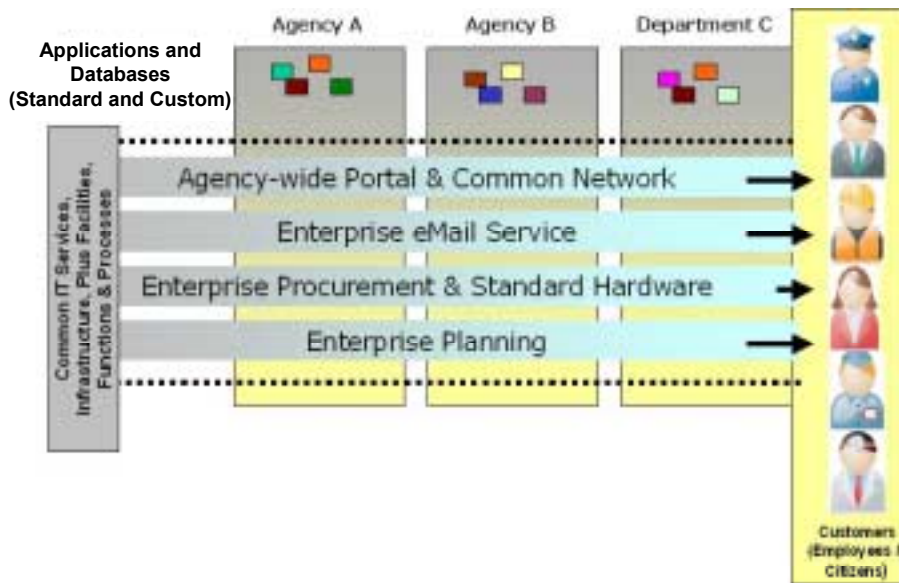 Agency A
Agency B
Department C
Applications and
Databases
(Standard and Custom)
Common IT Services,
Infrastructure, Plus Facilities,
Functions & Processes
Agency-wide Portal & Common Network
Enterprise eMail Service
Enterprise Procurement & Standard Hardware
Enterprise Planning
Customers
(Employees /
Citizens)